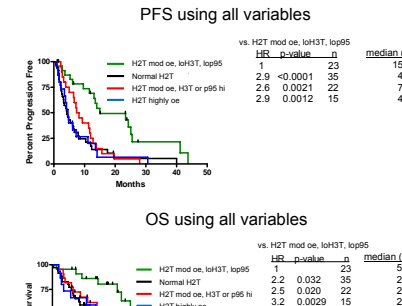 PFS using all variables
vs. H2T mod oe, loH3T, lop95
HR p-value n median (
1 23 15
2.9 <0.0001 35 4
2.6 0.0021 22 7
2.9 0.0012 15 4
H2T mod oe, loH3T, lop95
Normal H2T
H2T mod oe, H3T or p95 hi
H2T highly oe
Percent Progression Free
100
75
50
25
0
0 10 20 30 40 50
Months
OS using all variables
vs. H2T mod oe, loH3T, lop95
HR p-value n median (
1 23 5
2.2 0.032 35 2
2.5 0.020 22 2
3.2 0.0029 15 2
H2T mod oe, loH3T, lop95
Normal H2T
H2T mod oe, H3T or p95 hi
100
75